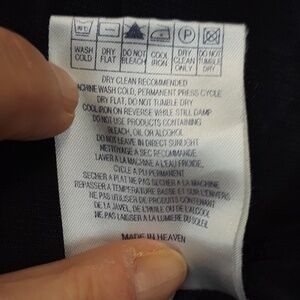 WASH COLD
DRY FLAT
DO NOT BLEACH
COOL IRON
DRY CLEAN ONLY
DO NOT TUMBLE DRY
DRY CLEAN RECOMMENDED
MACHINE WASH COLD, PERMANENT PRESS CYCLE
DRY FLAT, DO NOT TUMBLE DRY
COOL IRON ON REVERSE WHILE STILL DAMP
DO NOT USE PRODUCTS CONTAINING
BLEACH, OIL OR ALCOHOL
DO NOT LEAVE IN DIRECT SUNLIGHT
NETTOYAGE A SEC RECOMMANDE
LAVER A LA MACHINE A L'EAU FROIDE,
CYCLE A PLI PERMANENT
SECHER A PLAT NE PAS SECHER A LA MACHINE
REPASSER A TEMPERATURE BASSE ET SUR L'ENVERS
NE PAS UTILISER DE PRODUITS CONTENANT
DE LA JAVEL, DE L'HUILE OU DE L'ALCOOL
NE PAS LAISSER A LA LUMIERE DU SOLEIL
MADE IN HEAVEN